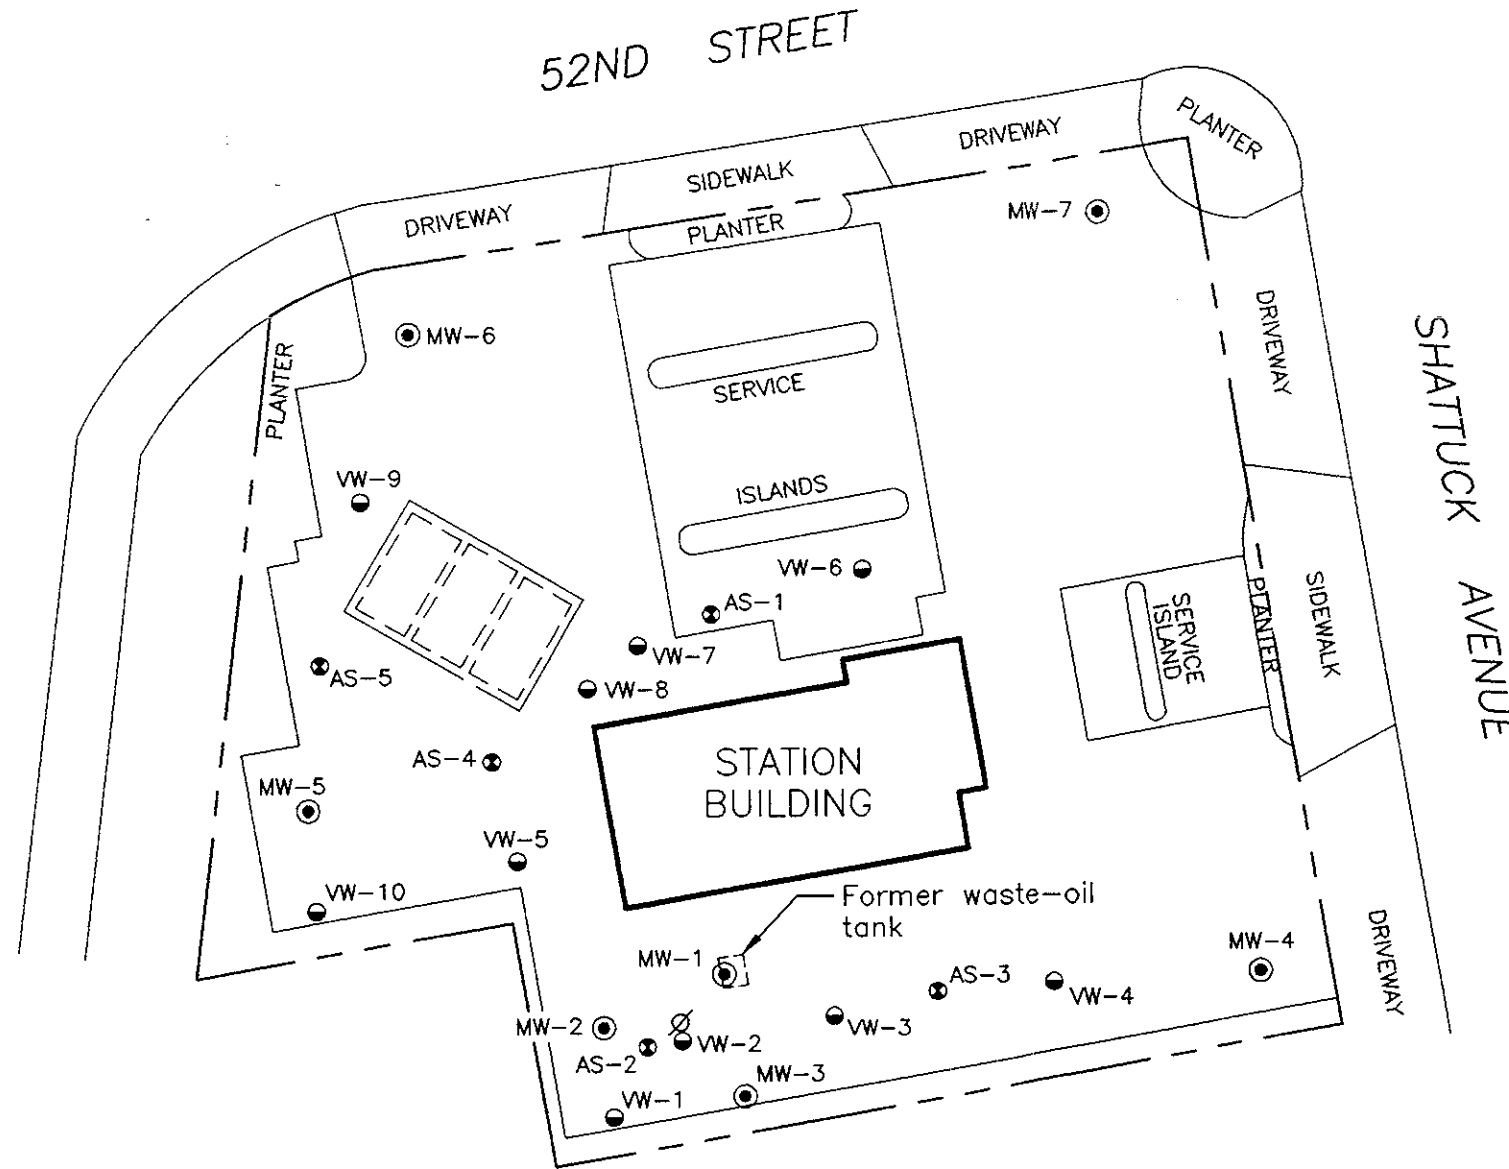 52ND STREET
PLANTER
DRIVEWAY
SIDEWALK
DRIVEWAY
PLANTER
MW-7
MW-6
DRIVEWAY
SHATTUCK AVENUE
PLANTER
SERVICE
ISLANDS
VW-9
VW-6
AS-1
VW-7
AS-5
VW-8
SERVICE
ISLAND
PLANTER
SIDEWALK
AS-4
STATION
BUILDING
MW-5
VW-5
VW-10
Former waste-oil
tank
MW-1
AS-3
VW-4
MW-4
DRIVEWAY
MW-2
VW-3
VW-2
AS-2
MW-3
VW-1